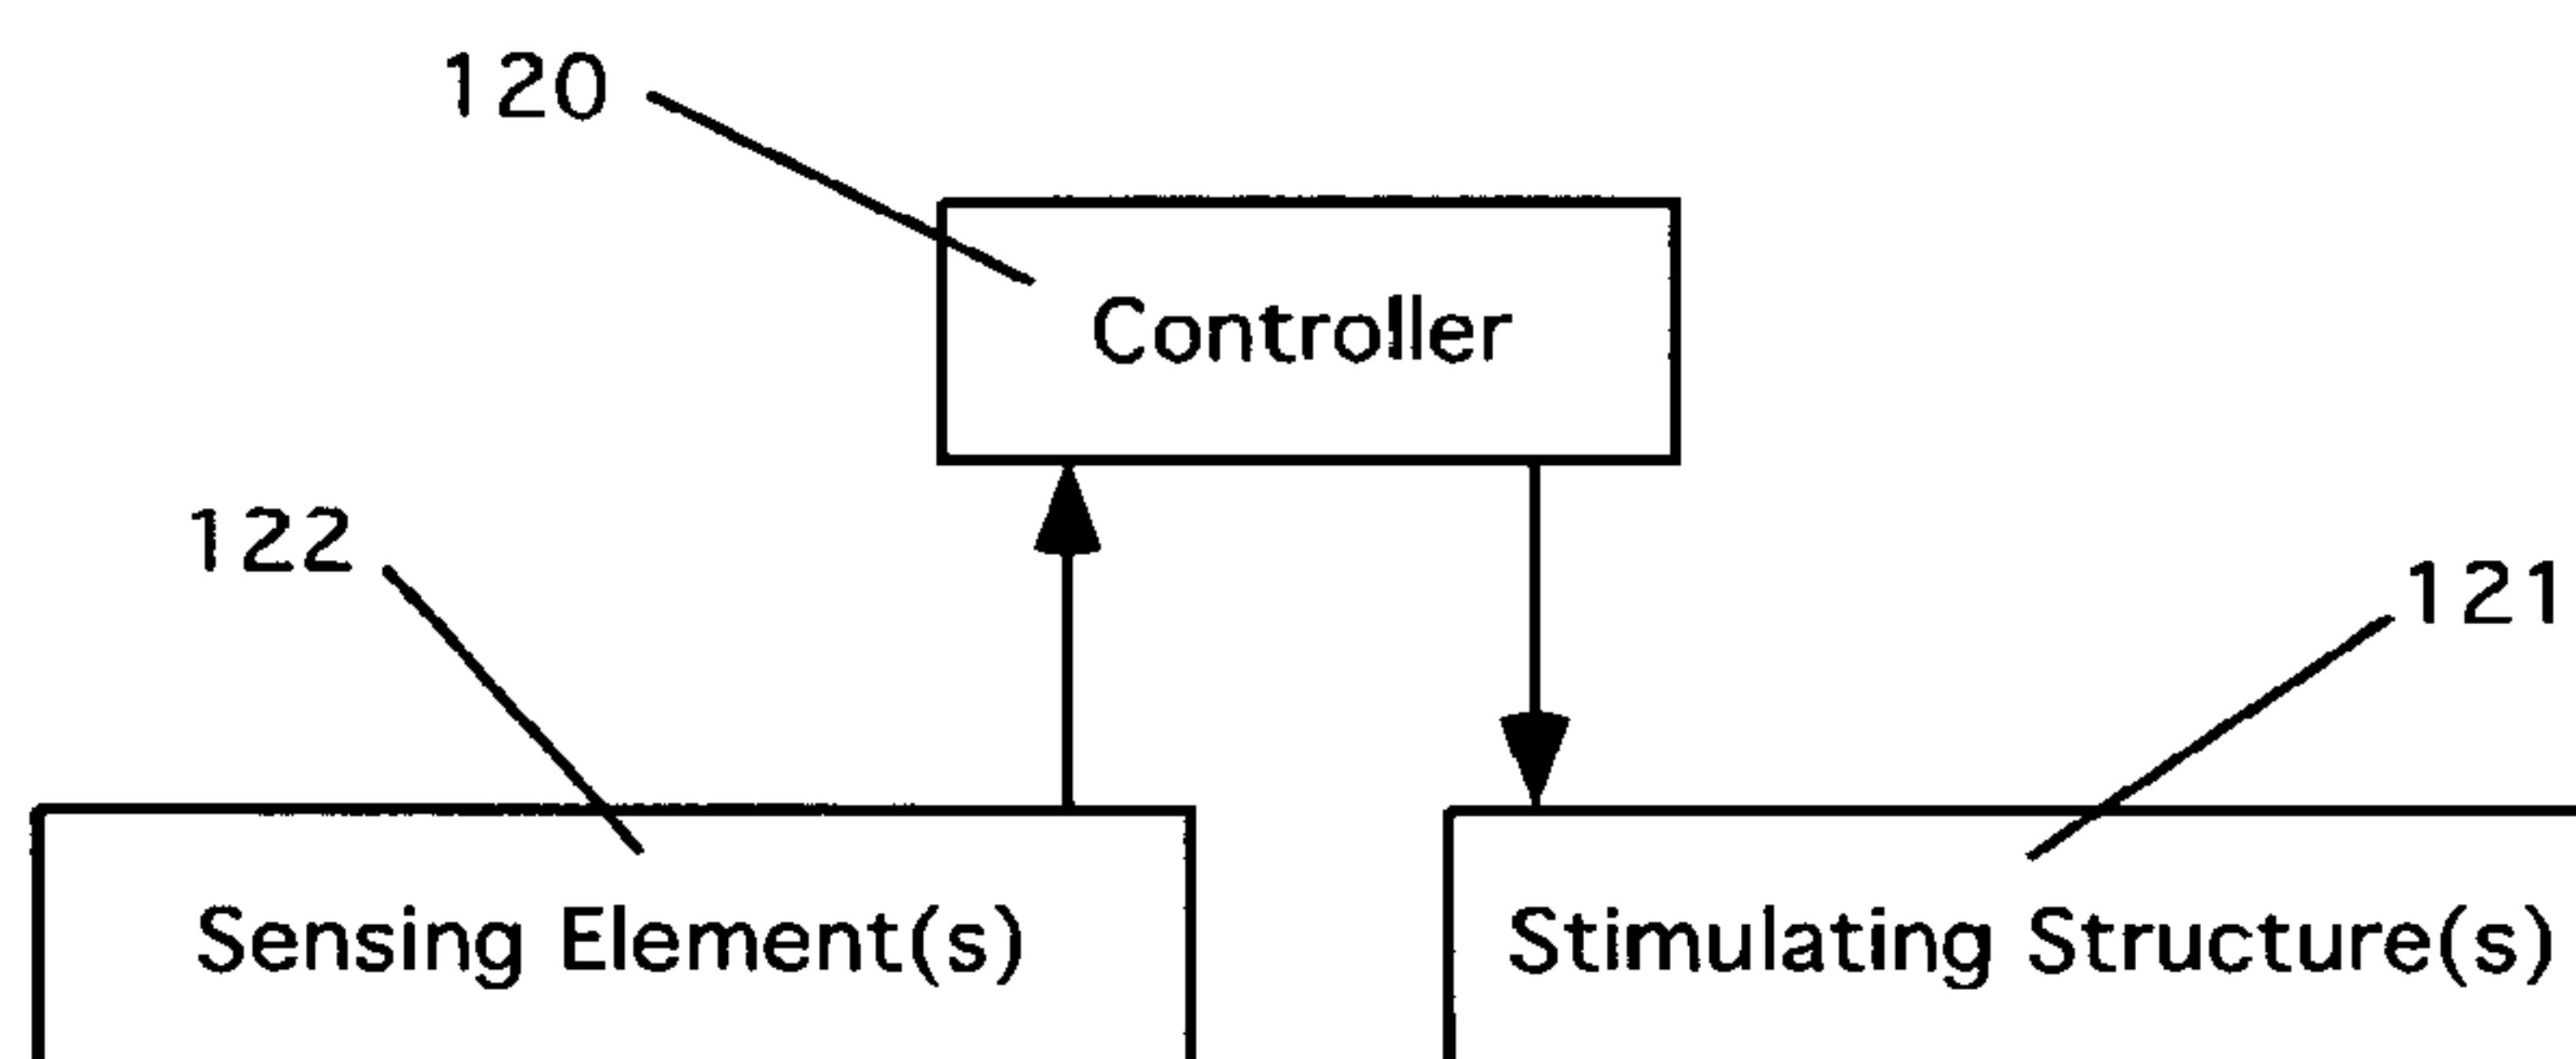 120
Controller
122
121
Sensing Element(s)
Stimulating Structure(s)